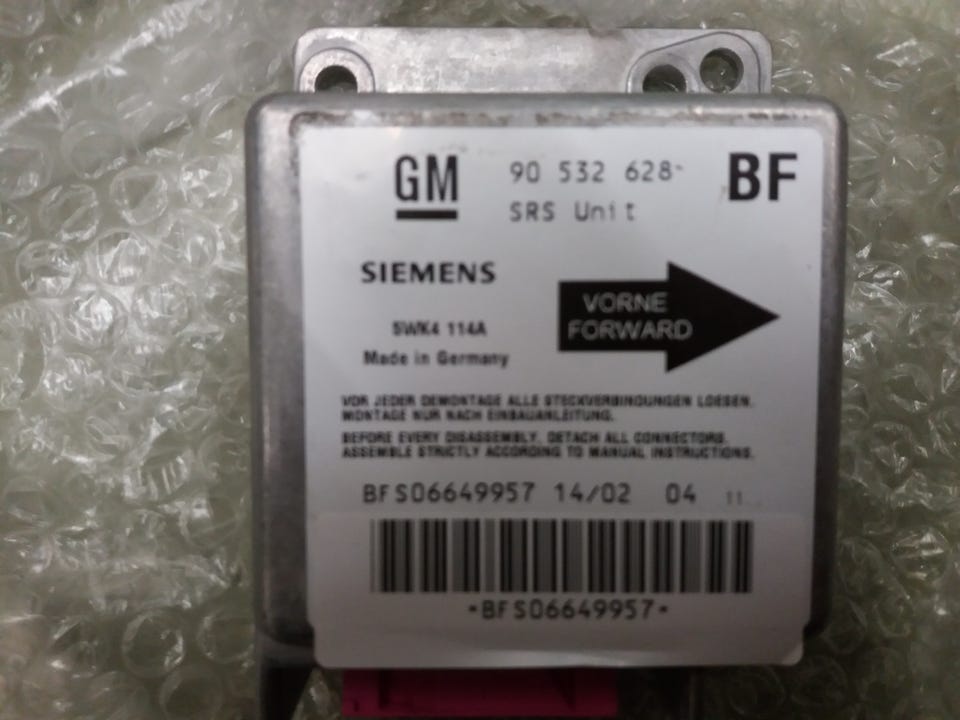 GM 90 532 628 BF
SRS Unit
SIEMENS
VORNE
FORWARD
5WK4 114A
Made in Germany
VOR JEDER DEMONTAGE ALLE STECKVERBINDUNGEN LOESEN.
MONTAGE NUR NACH EINBAUANLEITUNG.
BEFORE EVERY DISASSEMBLY, DETACH ALL CONNECTORS.
ASSEMBLE STRICTLY ACCORDING TO MANUAL INSTRUCTIONS.
BFS06649957 14/02 04
*BFS06649957*